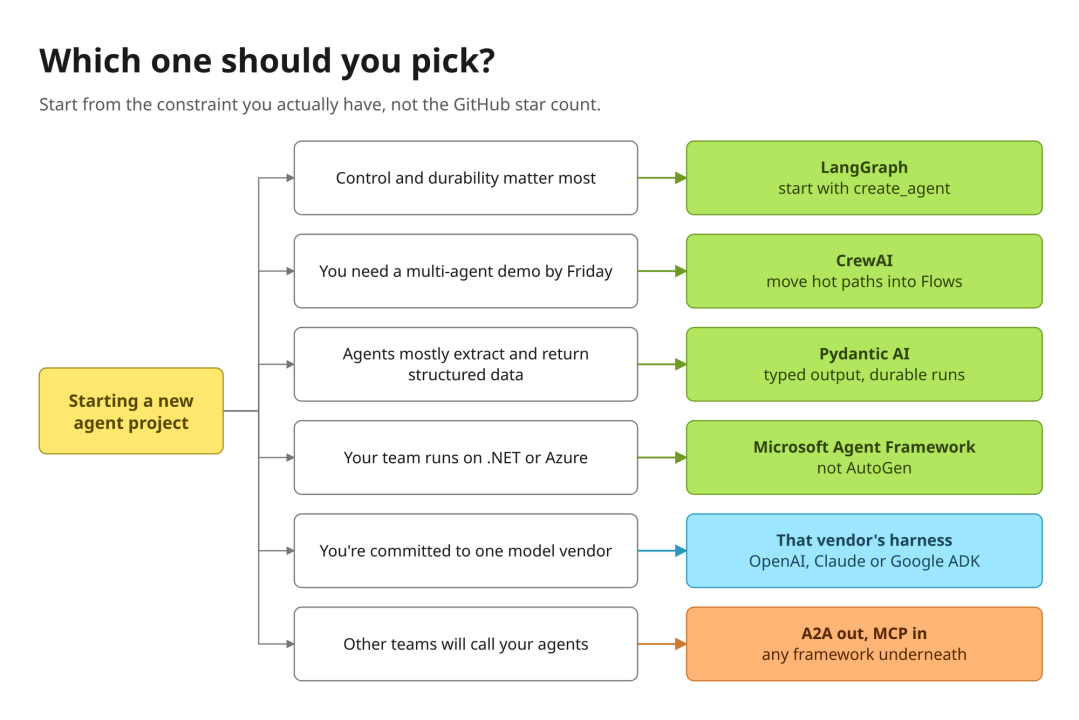 Which one should you pick?
Start from the constraint you actually have, not the GitHub star count.
Starting a new
agent project
Control and durability matter most
LangGraph
start with create_agent
You need a multi-agent demo by Friday
CrewAI
move hot paths into Flows
Agents mostly extract and return
structured data
Pydantic AI
typed output, durable runs
Your team runs on .NET or Azure
Microsoft Agent Framework
not AutoGen
You're committed to one model vendor
That vendor's harness
OpenAI, Claude or Google ADK
Other teams will call your agents
A2A out, MCP in
any framework underneath